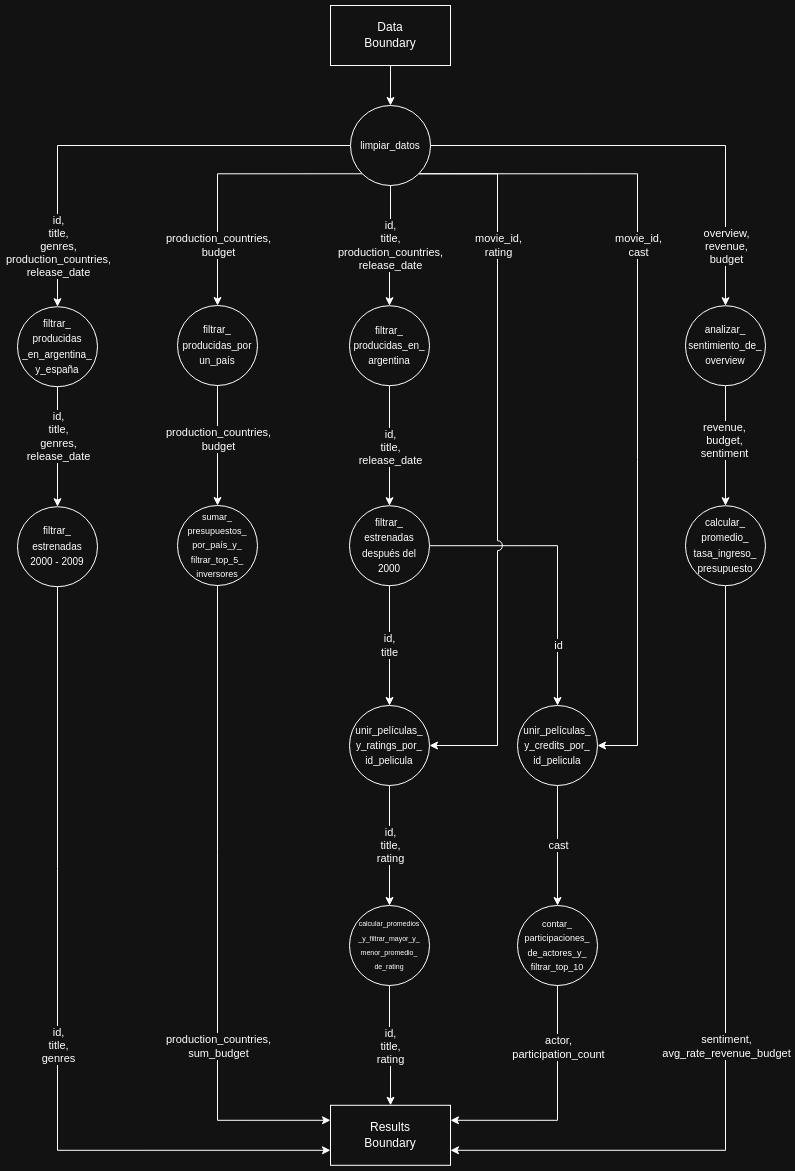 Data
Boundary
limpiar_datos
id,
title,
genres,
production_countries,
release_date
production_countries,
budget
id,
title,
production_countries,
release_date
movie_id,
rating
movie_id,
cast
overview,
revenue,
budget
filtrar_
producidas
_en_argentina_
y_españa
filtrar_
producidas_por
un_país
filtrar_
producidas_en_
argentina
analizar_
sentimiento_de_
overview
id,
title,
genres,
release_date
production_countries,
budget
id,
title,
release_date
revenue,
budget,
sentiment
filtrar_
estrenadas
2000 - 2009
sumar_
presupuestos_
por_país_y_
filtrar_top_5_
inversores
filtrar_
estrenadas
después del
2000
calcular_
promedio_
tasa_ingreso_
presupuesto
id,
title
id
unir_películas_
y_ratings_por_
id_pelicula
unir_películas_
y_credits_por_
id_pelicula
id,
title,
rating
cast
calcular_promedios
_y_filtrar_mayor_y_
menor_promedio_
de_rating
contar_
participaciones_
de_actores_y_
filtrar_top_10
id,
title,
genres
production_countries,
sum_budget
id,
title,
rating
actor,
participation_count
sentiment,
avg_rate_revenue_budget
Results
Boundary